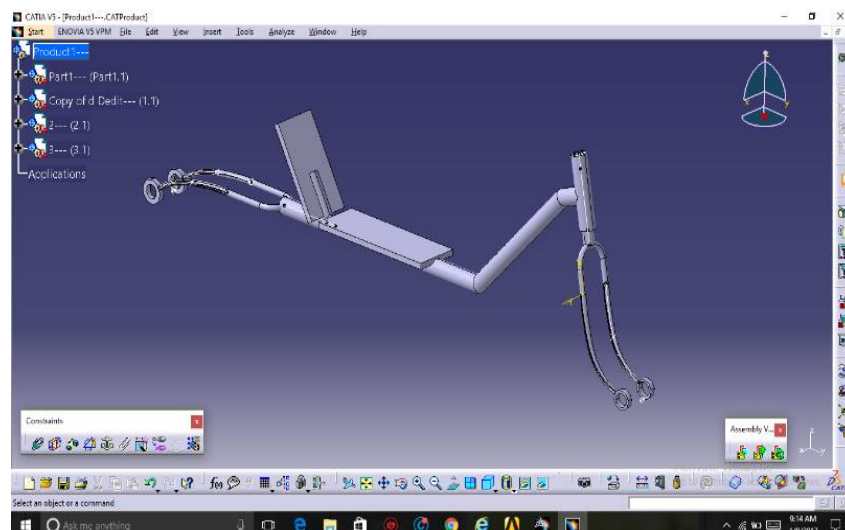 CATIA V5 - [Product1---.CATProduct]
Start ENOVIA V5 VPM File Edit View Insert Tools Analyze Window Help
Product1---
Part1--- (Part1.1)
Copy of d Dedit--- (1.1)
2--- (2.1)
3--- (3.1)
Applications
Constraints
Assembly V...
Select an object or a command
Ask me anything
9:14 AM